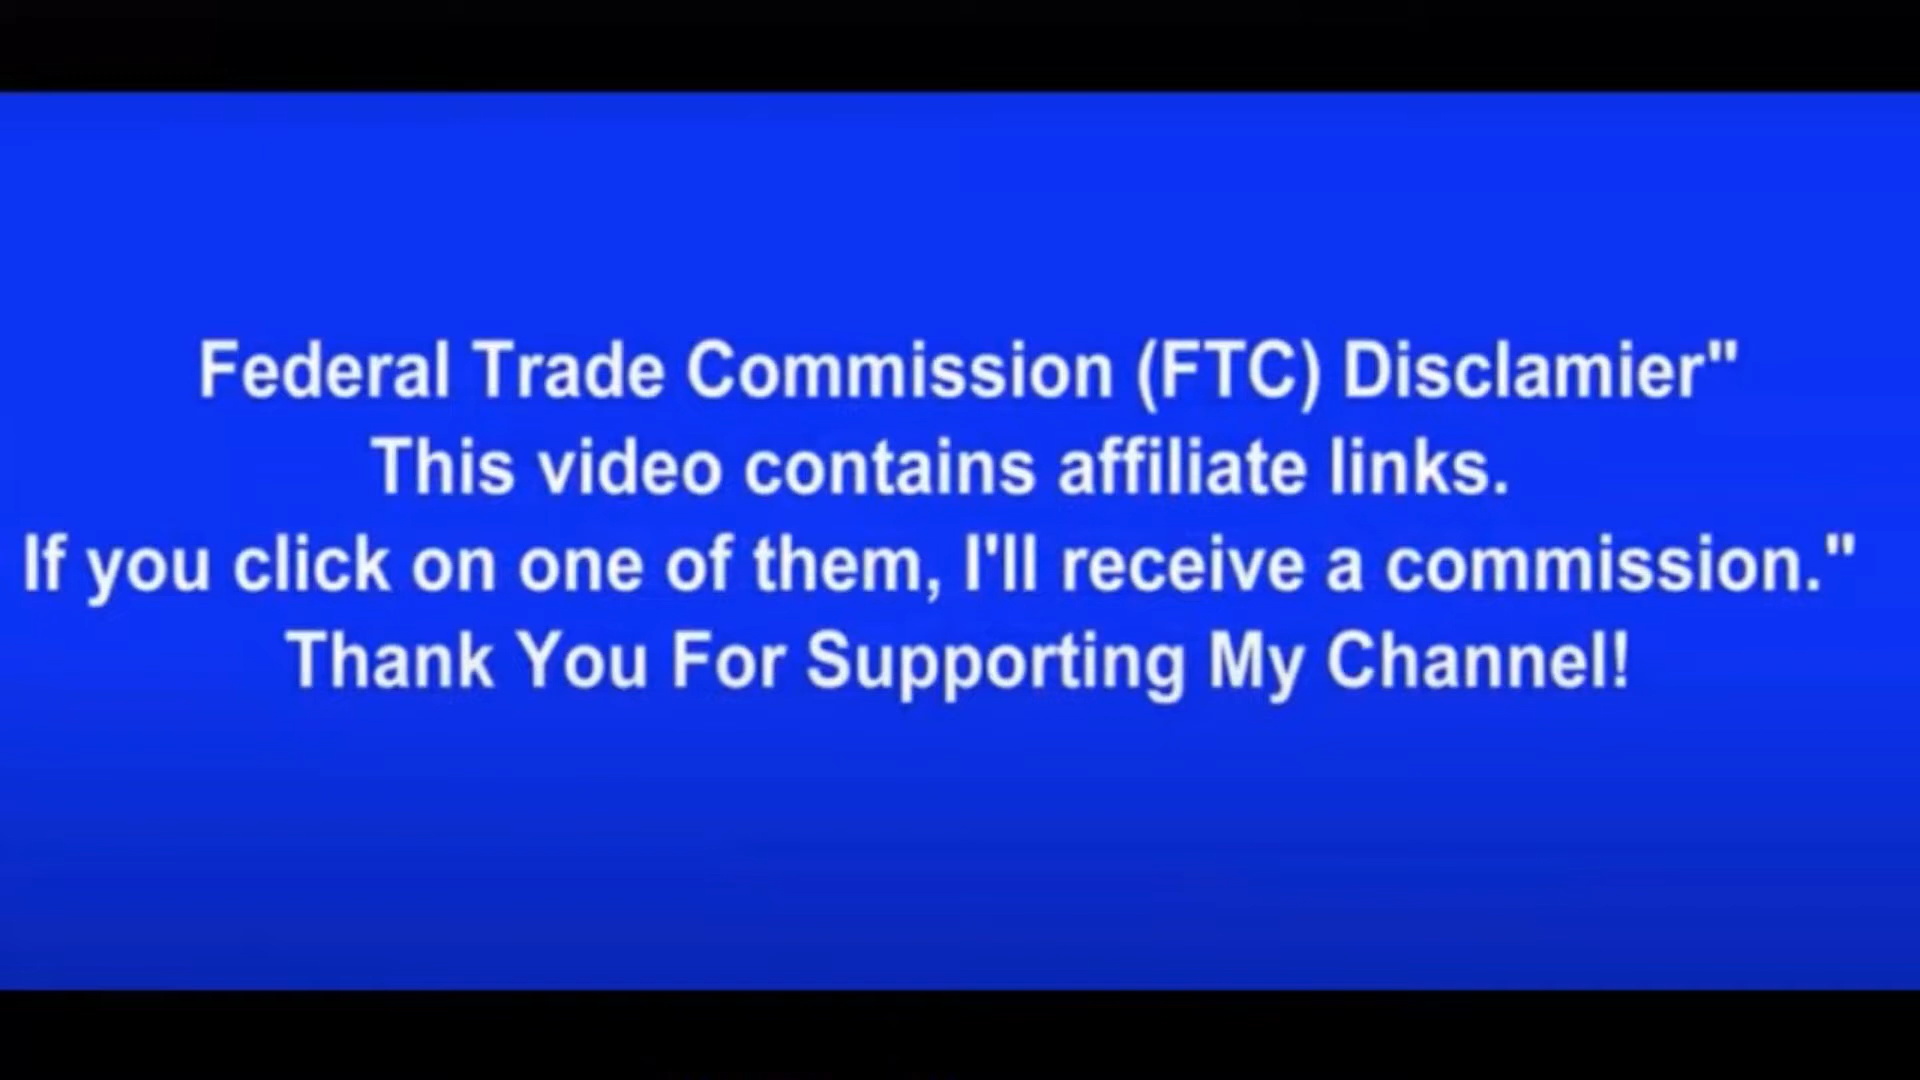 Federal Trade Commission (FTC) Disclamier"
This video contains affiliate links.
If you click on one of them, I'll receive a commission."
Thank You For Supporting My Channel!